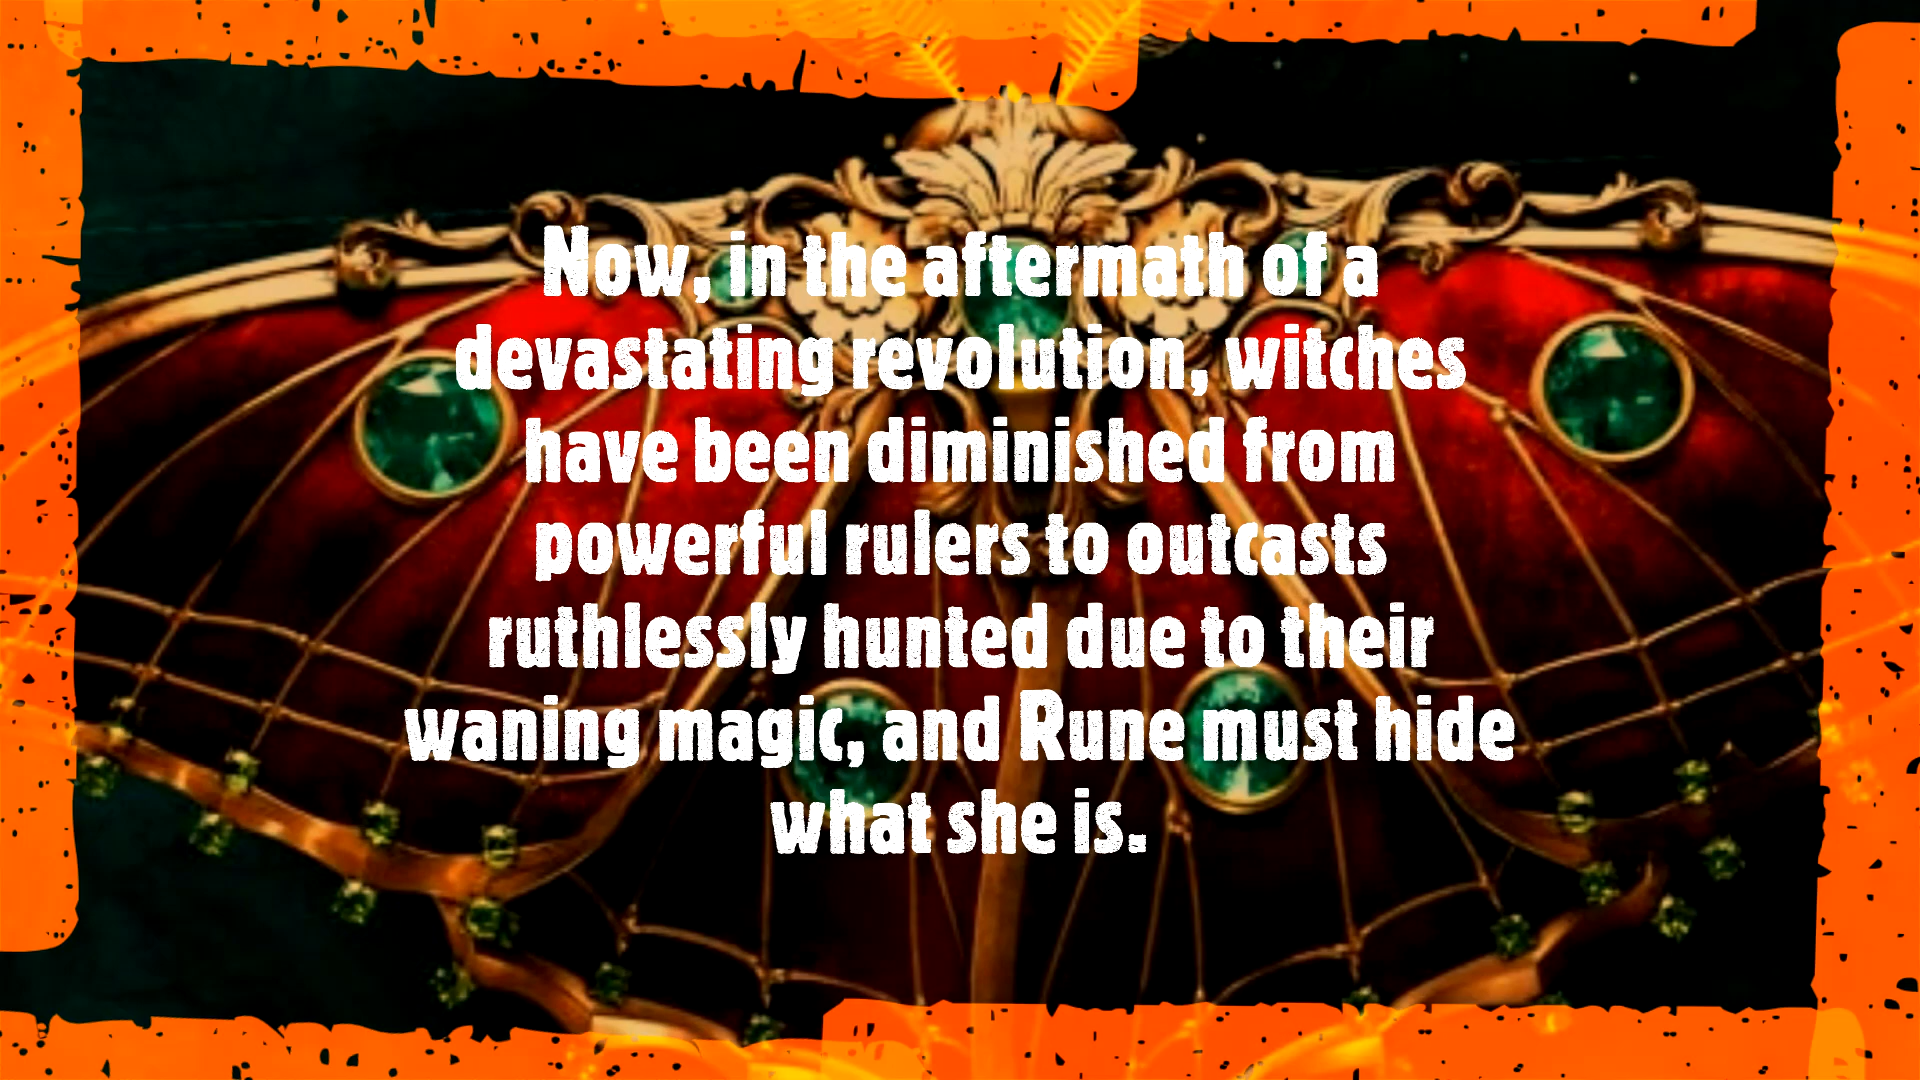 Now, in the aftermath of a
devastating revolution, witches
have been diminished from
powerful rulers to outcasts
ruthlessly hunted due to their
waning magic, and Rune must hide
what she is.